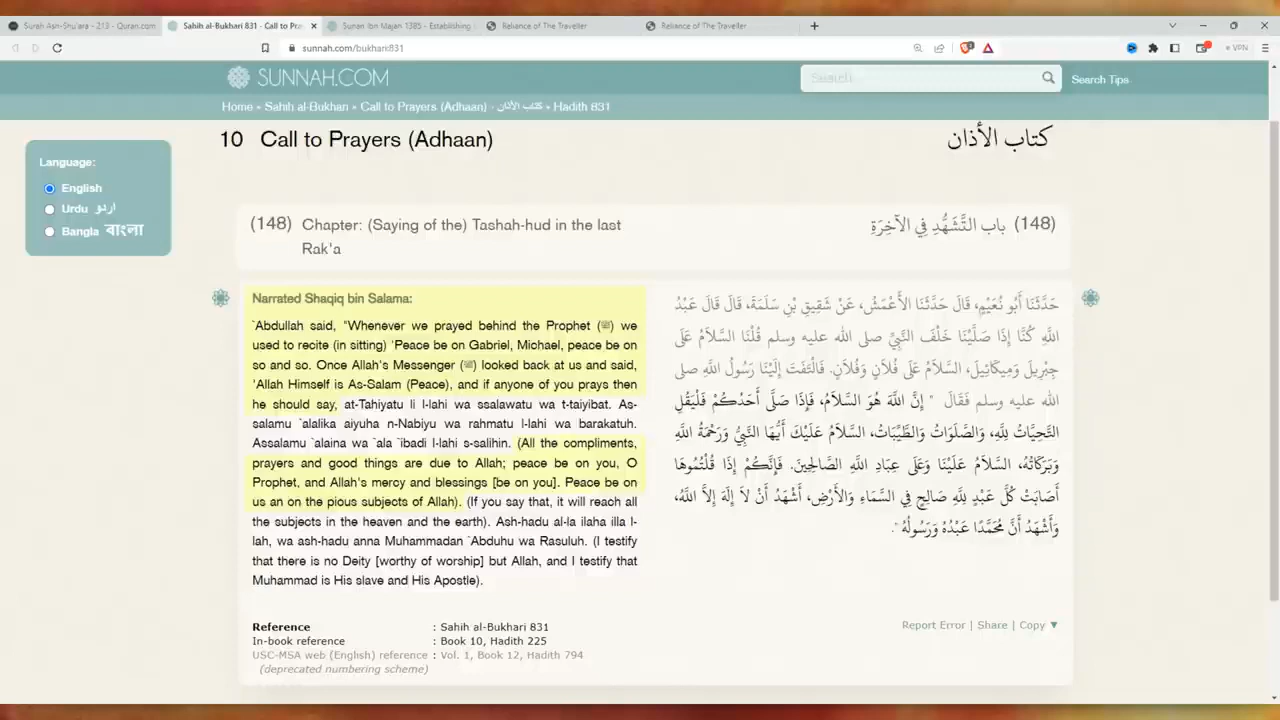 Surah Ash-Shu'ara - 213 - Quran.com
Sahih al-Bukhari 831 - Call to Pra
Sunan Ibn Majah 1385 - Establishing
Reliance of The Traveller
Reliance of The Traveller
sunnah.com/bukhari:831
VPN
SUNNAH.COM
Search...
Search Tips
Home » Sahih al-Bukhari » Call to Prayers (Adhaan) - كتاب الأذان » Hadith 831
10 Call to Prayers (Adhaan)
كتاب الأذان
Language:
English
Urdu اردو
Bangla বাংলা
(148) Chapter: (Saying of the) Tashah-hud in the last
Rak'a
(148) باب التَّشَهُّدِ فِي الآخِرَةِ
Narrated Shaqiq bin Salama:
`Abdullah said, "Whenever we prayed behind the Prophet (ﷺ) we
used to recite (in sitting) 'Peace be on Gabriel, Michael, peace be on
so and so. Once Allah's Messenger (ﷺ) looked back at us and said,
'Allah Himself is As-Salam (Peace), and if anyone of you prays then
he should say, at-Tahiyatu li l-lahi wa ssalawatu wa t-taiyibat. As-
salamu `alalika aiyuha n-Nabiyu wa rahmatu l-lahi wa barakatuh.
Assalamu `alaina wa `ala `ibadi l-lahi s-salihin. (All the compliments,
prayers and good things are due to Allah; peace be on you, O
Prophet, and Allah's mercy and blessings [be on you]. Peace be on
us an on the pious subjects of Allah). (If you say that, it will reach all
the subjects in the heaven and the earth). Ash-hadu al-la ilaha illa l-
lah, wa ash-hadu anna Muhammadan `Abduhu wa Rasuluh. (I testify
that there is no Deity [worthy of worship] but Allah, and I testify that
Muhammad is His slave and His Apostle).
حَدَّثَنَا أَبُو نُعَيْمٍ، قَالَ حَدَّثَنَا الأَعْمَشُ، عَنْ شَقِيقِ بْنِ سَلَمَةَ، قَالَ قَالَ عَبْدُ
اللَّهِ كُنَّا إِذَا صَلَّيْنَا خَلْفَ النَّبِيِّ صلى الله عليه وسلم قُلْنَا السَّلاَمُ عَلَى
جِبْرِيلَ وَمِيكَائِيلَ، السَّلاَمُ عَلَى فُلاَنٍ وَفُلاَنٍ‏.‏ فَالْتَفَتَ إِلَيْنَا رَسُولُ اللَّهِ صلى
الله عليه وسلم فَقَالَ ‏"‏ إِنَّ اللَّهَ هُوَ السَّلاَمُ، فَإِذَا صَلَّى أَحَدُكُمْ فَلْيَقُلِ
التَّحِيَّاتُ لِلَّهِ، وَالصَّلَوَاتُ وَالطَّيِّبَاتُ، السَّلاَمُ عَلَيْكَ أَيُّهَا النَّبِيُّ وَرَحْمَةُ اللَّهِ
وَبَرَكَاتُهُ، السَّلاَمُ عَلَيْنَا وَعَلَى عِبَادِ اللَّهِ الصَّالِحِينَ‏.‏ فَإِنَّكُمْ إِذَا قُلْتُمُوهَا
أَصَابَتْ كُلَّ عَبْدٍ لِلَّهِ صَالِحٍ فِي السَّمَاءِ وَالأَرْضِ، أَشْهَدُ أَنْ لاَ إِلَهَ إِلاَّ اللَّهُ،
وَأَشْهَدُ أَنَّ مُحَمَّدًا عَبْدُهُ وَرَسُولُهُ ‏"‏‏.‏
Reference : Sahih al-Bukhari 831
In-book reference : Book 10, Hadith 225
USC-MSA web (English) reference : Vol. 1, Book 12, Hadith 794
(deprecated numbering scheme)
Report Error | Share | Copy ▼